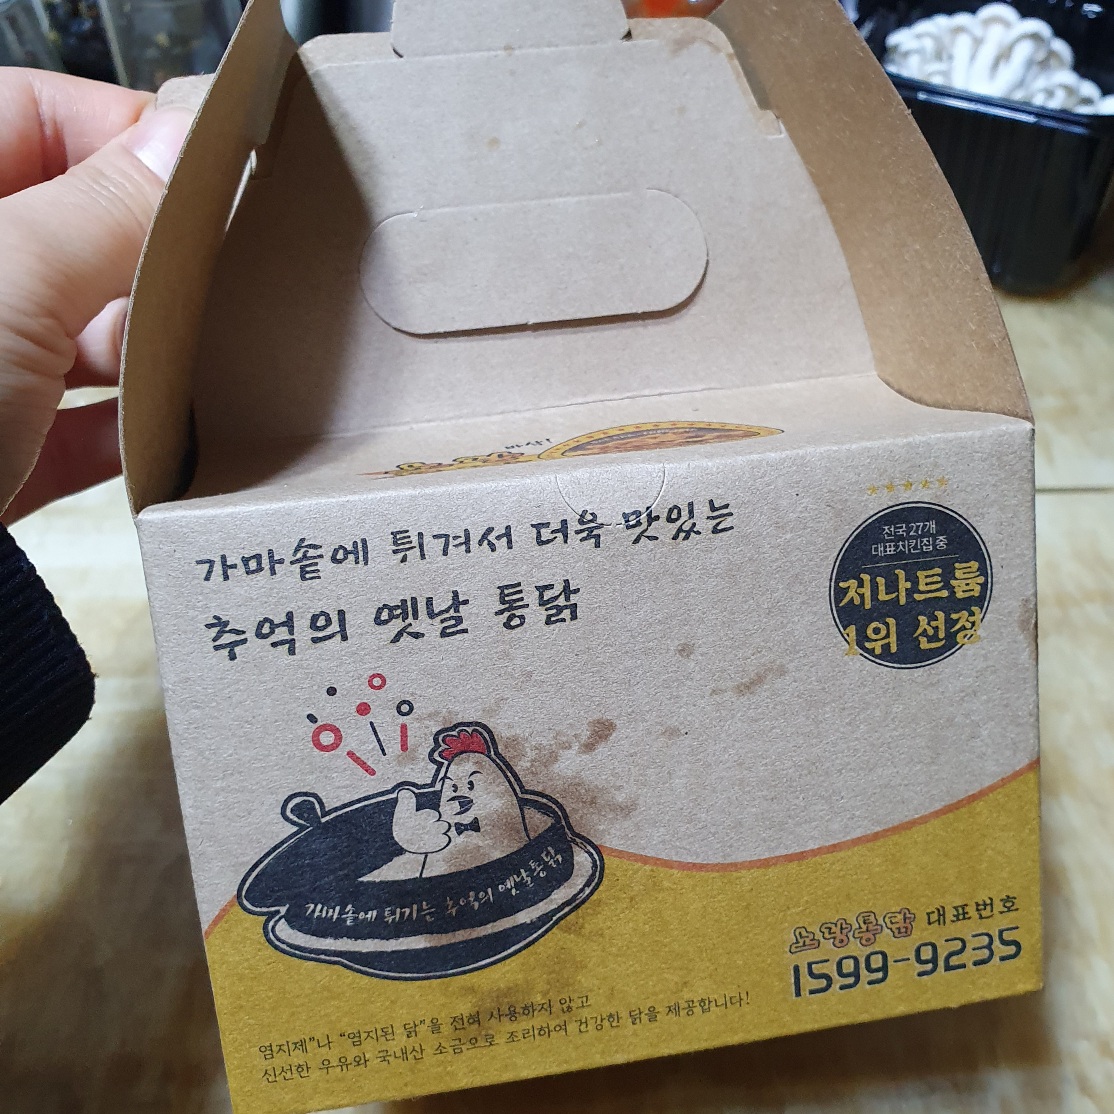 가마솥에 튀겨서 더욱 맛있는
추억의 옛날 통닭
전국 27개
대표치킨집 중
저나트륨
1위 선정
가마솥에 튀기는 추억의 옛날통닭
노랑통닭 대표번호
1599-9235
염지제”나 “염지된 닭”을 전혀 사용하지 않고
신선한 우유와 국내산 소금으로 조리하여 건강한 닭을 제공합니다!